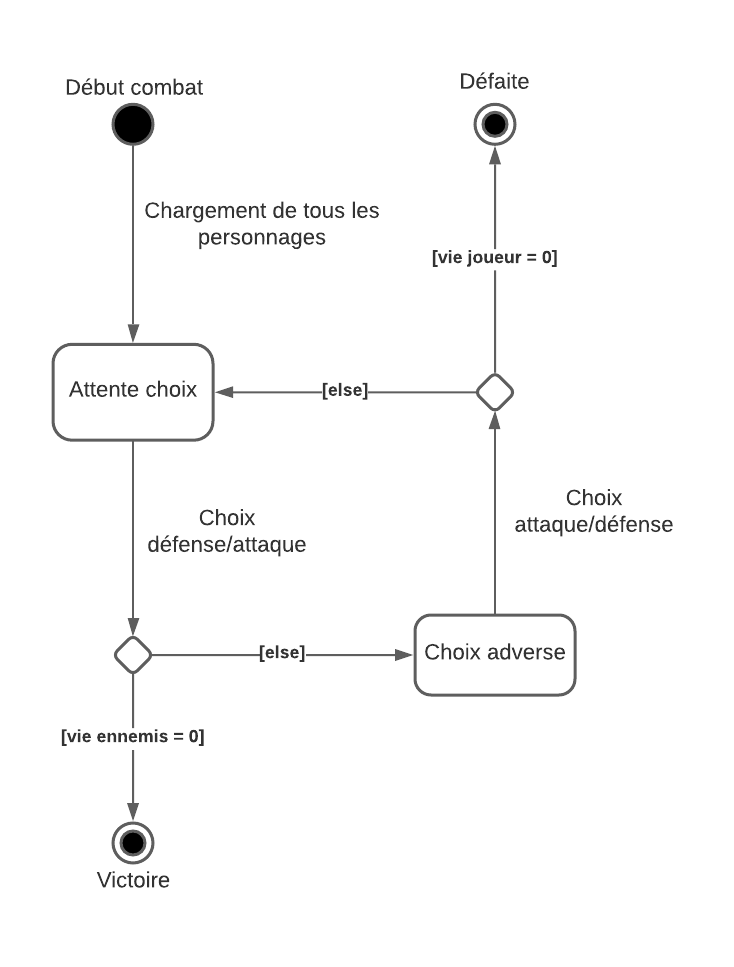 Début combat
Défaite
Chargement de tous les
personnages
[vie joueur = 0]
Attente choix
[else]
Choix
attaque/défense
Choix
défense/attaque
[else]
Choix adverse
[vie ennemis = 0]
Victoire